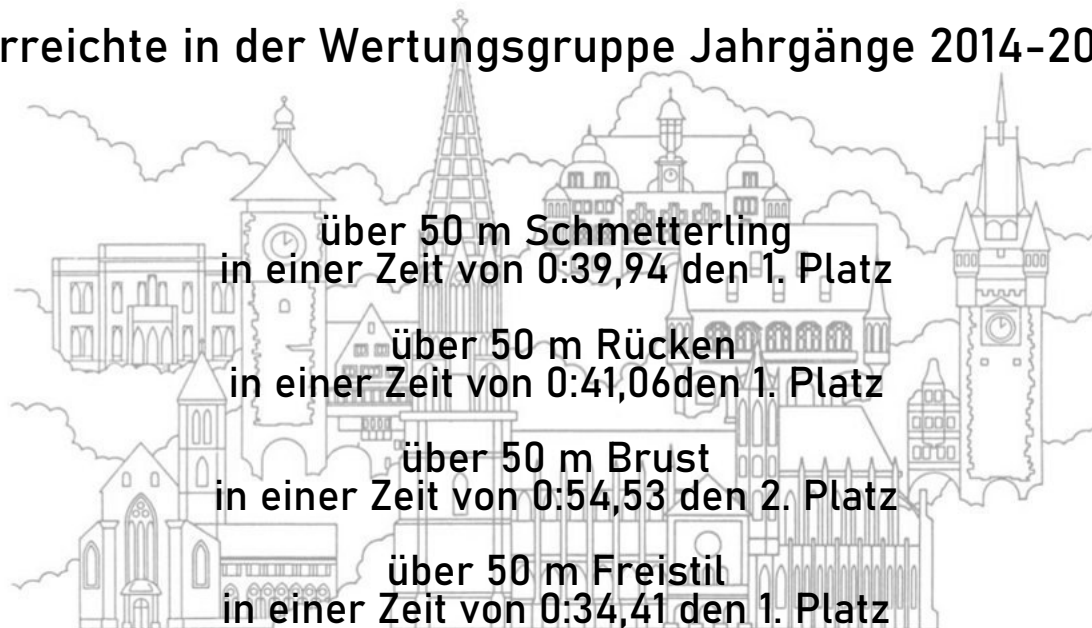 rreichte in der Wertungsgruppe Jahrgänge 2014-20
über 50 m Schmetterling
in einer Zeit von 0:39,94 den 1. Platz
über 50 m Rücken
in einer Zeit von 0:41,06den 1. Platz
über 50 m Brust
in einer Zeit von 0:54,53 den 2. Platz
über 50 m Freistil
in einer Zeit von 0:34,41 den 1. Platz